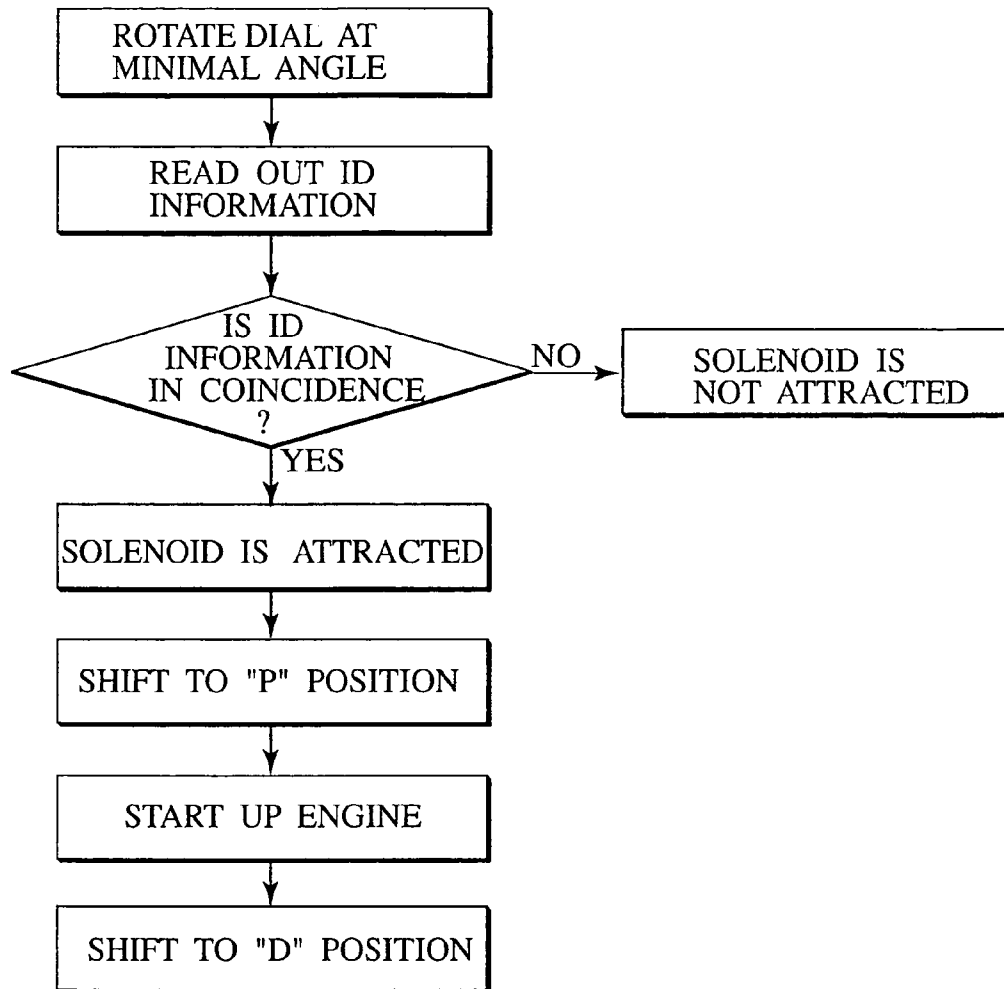 ROTATE DIAL AT
MINIMAL ANGLE
READ OUT ID
INFORMATION
IS ID
INFORMATION
IN COINCIDENCE
?
NO
SOLENOID IS
NOT ATTRACTED
YES
SOLENOID IS ATTRACTED
SHIFT TO "P" POSITION
START UP ENGINE
SHIFT TO "D" POSITION